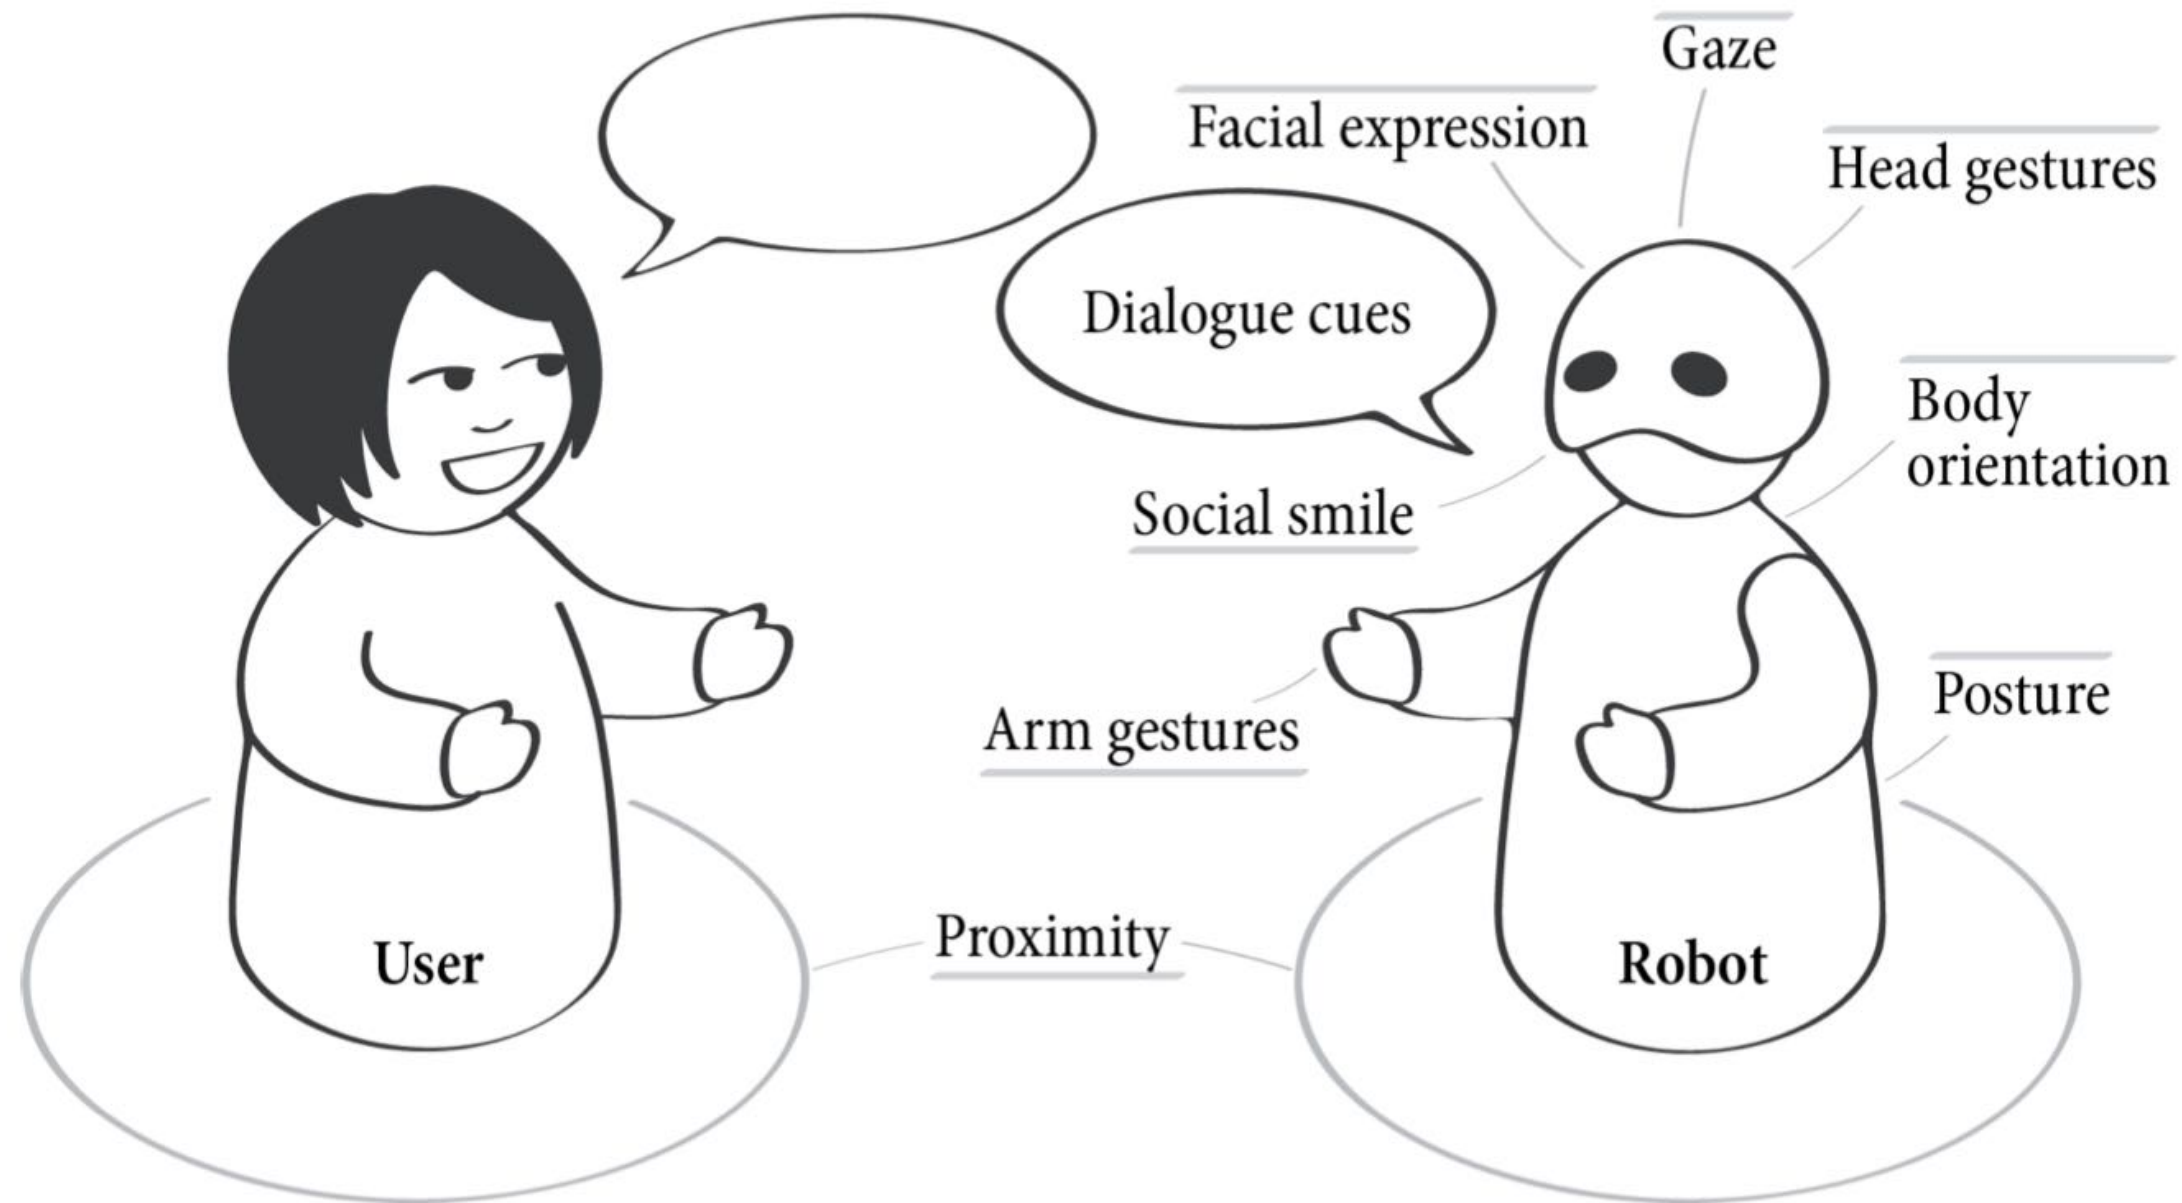 Gaze
Facial expression
Head gestures
Dialogue cues
Body
orientation
Social smile
Posture
Arm gestures
Proximity
User
Robot